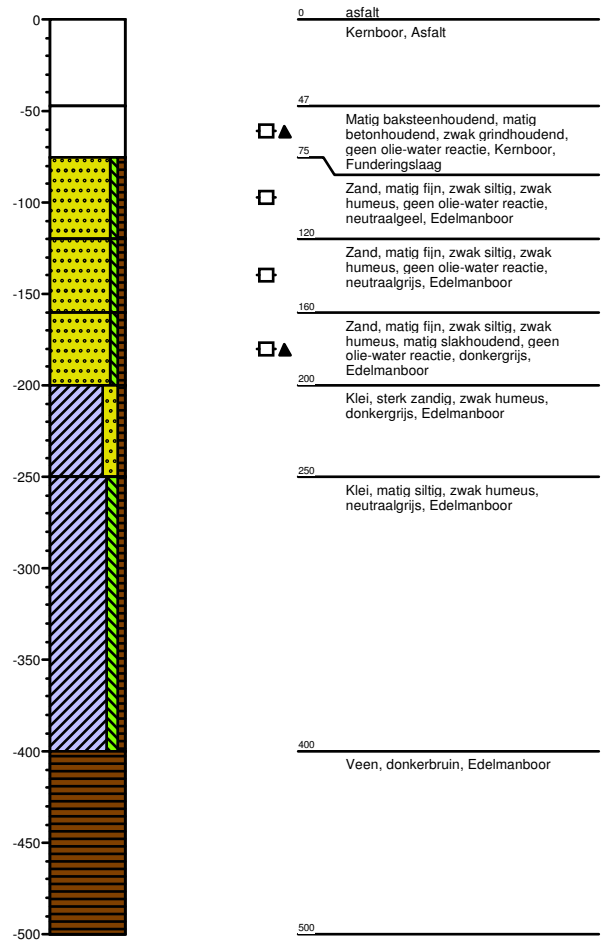 0
-50
-100
-150
-200
-250
-300
-350
-400
-450
-500
0 asfalt
Kernboor, Asfalt
47
Matig baksteenhoudend, matig
betonhoudend, zwak grindhoudend,
geen olie-water reactie, Kernboor,
75
Funderingslaag
Zand, matig fijn, zwak siltig, zwak
humeus, geen olie-water reactie,
neutraalgeel, Edelmanboor
120
Zand, matig fijn, zwak siltig, zwak
humeus, geen olie-water reactie,
neutraalgrijs, Edelmanboor
160
Zand, matig fijn, zwak siltig, zwak
humeus, matig slakhoudend, geen
olie-water reactie, donkergrijs,
Edelmanboor
200
Klei, sterk zandig, zwak humeus,
donkergrijs, Edelmanboor
250
Klei, matig siltig, zwak humeus,
neutraalgrijs, Edelmanboor
400
Veen, donkerbruin, Edelmanboor
500